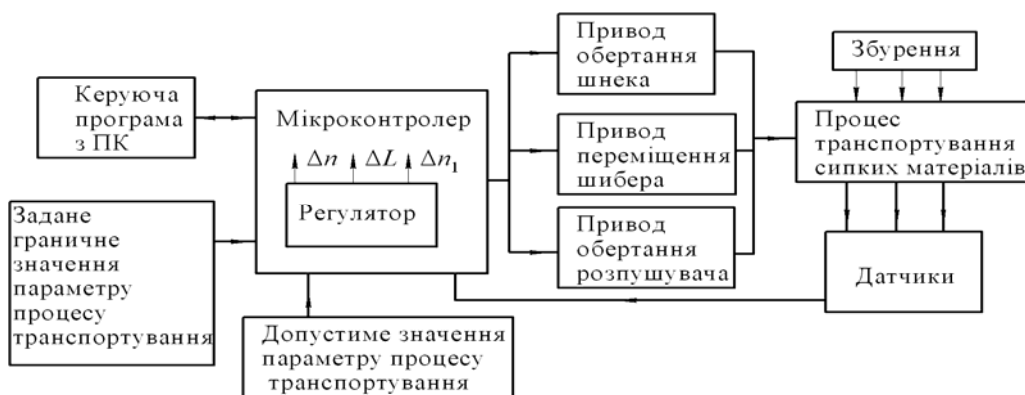 Керуюча
програма
з ПК
Задане
граничне
значення
параметру
процесу
транспортування
Мікроконтролер
Δn ΔL Δn₁
Регулятор
Допустиме значення
параметру процесу
транспортування
Привод
обертання
шнека
Привод
переміщення
шибера
Привод
обертання
розпушувача
Збурення
Процес
транспортування
сипких матеріалів
Датчики